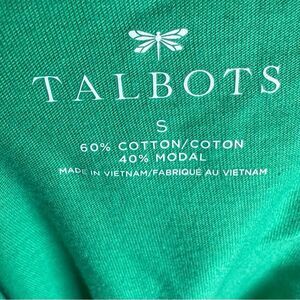 TALBOTS
S
60% COTTON/COTON
40% MODAL
MADE IN VIETNAM/FABRIQUÉ AU VIETNAM